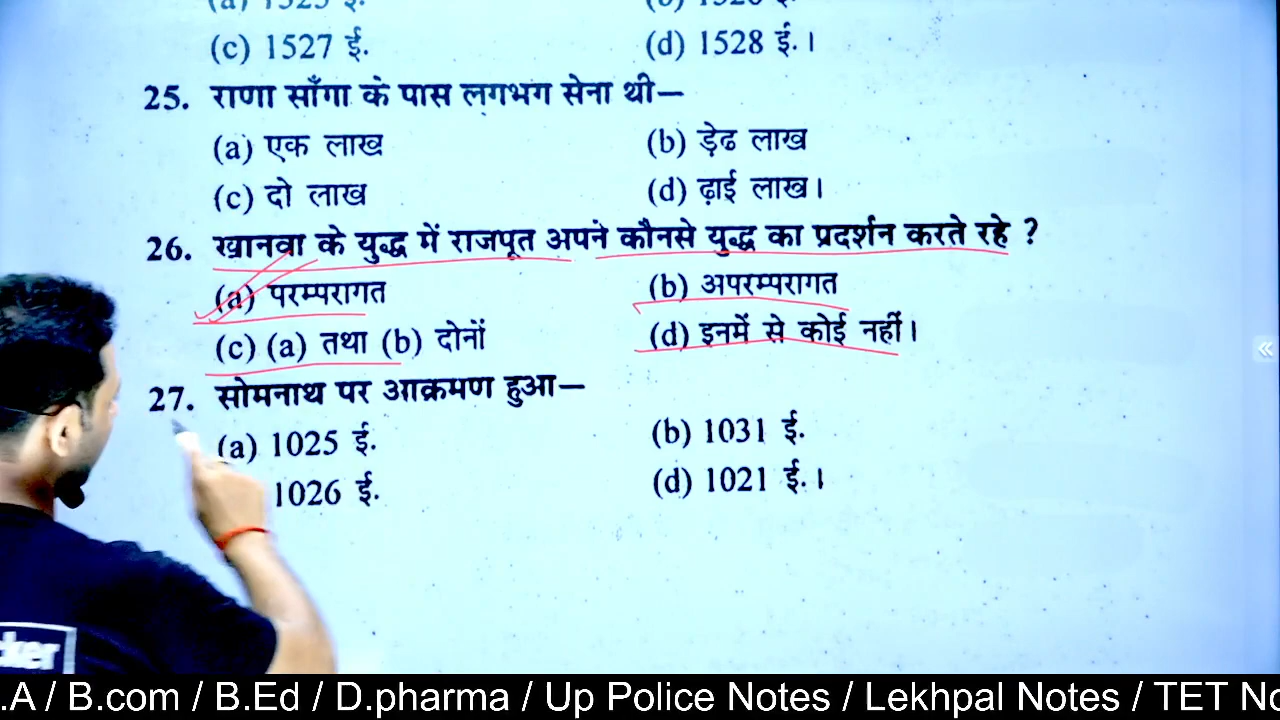 (c) 1527 ई. (d) 1528 ई.।
25. राणा साँगा के पास लगभग सेना थी—
(a) एक लाख (b) ड़ेढ लाख
(c) दो लाख (d) ढ़ाई लाख।
26. खानवा के युद्ध में राजपूत अपने कौनसे युद्ध का प्रदर्शन करते रहे ?
(a) परम्परागत (b) अपरम्परागत
(c) (a) तथा (b) दोनों (d) इनमें से कोई नहीं।
27. सोमनाथ पर आक्रमण हुआ—
(a) 1025 ई. (b) 1031 ई.
1026 ई. (d) 1021 ई.।
.A / B.com / B.Ed / D.pharma / Up Police Notes / Lekhpal Notes / TET No